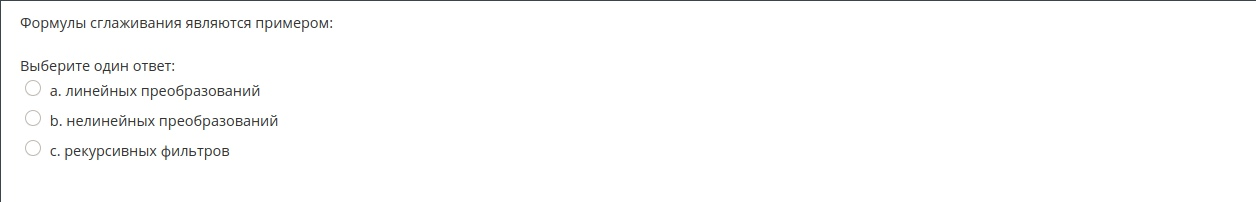 Формулы сглаживания являются примером:
Выберите один ответ:
a. линейных преобразований
b. нелинейных преобразований
c. рекурсивных фильтров